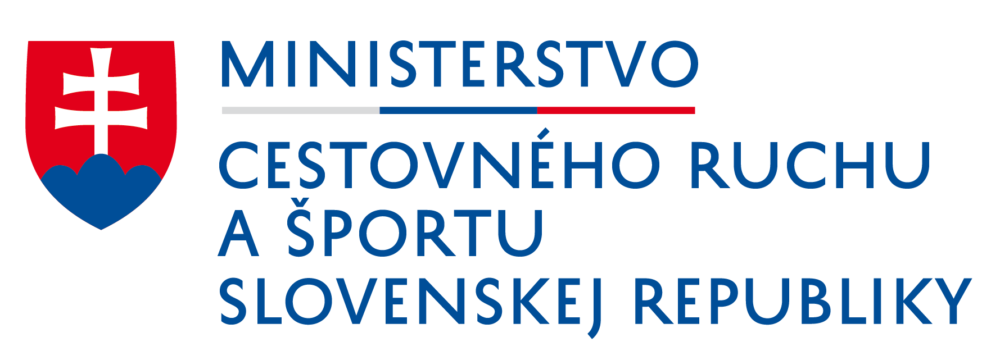 MINISTERSTVO
CESTOVNÉHO RUCHU
A ŠPORTU
SLOVENSKEJ REPUBLIKY